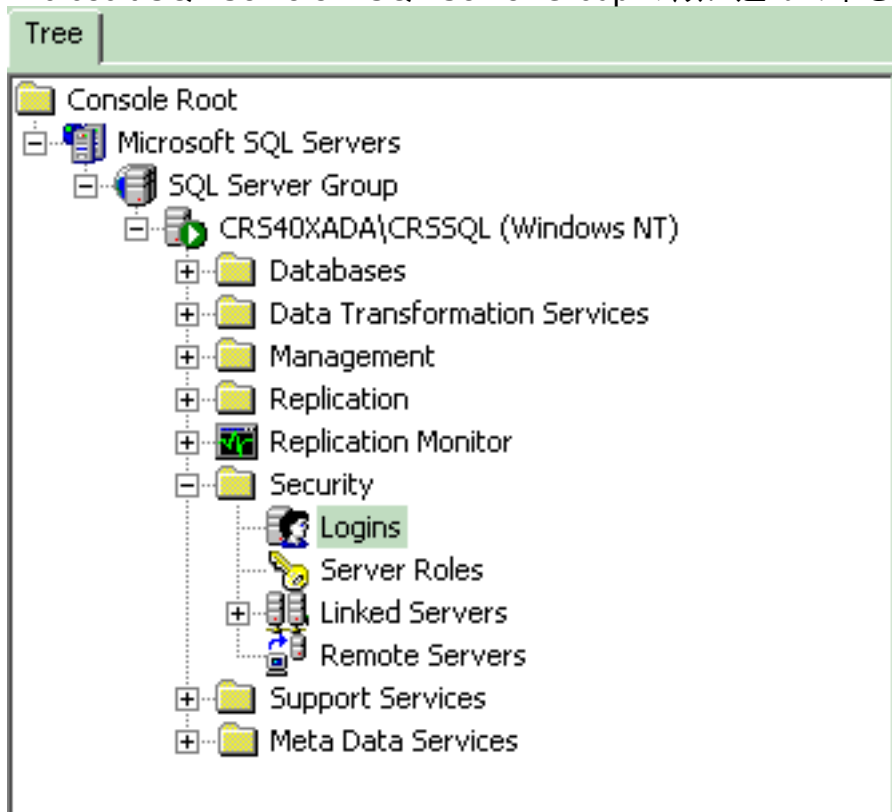 Tree
Console Root
Microsoft SQL Servers
SQL Server Group
CRS40XADA\CRSSQL (Windows NT)
Databases
Data Transformation Services
Management
Replication
Replication Monitor
Security
Logins
Server Roles
Linked Servers
Remote Servers
Support Services
Meta Data Services